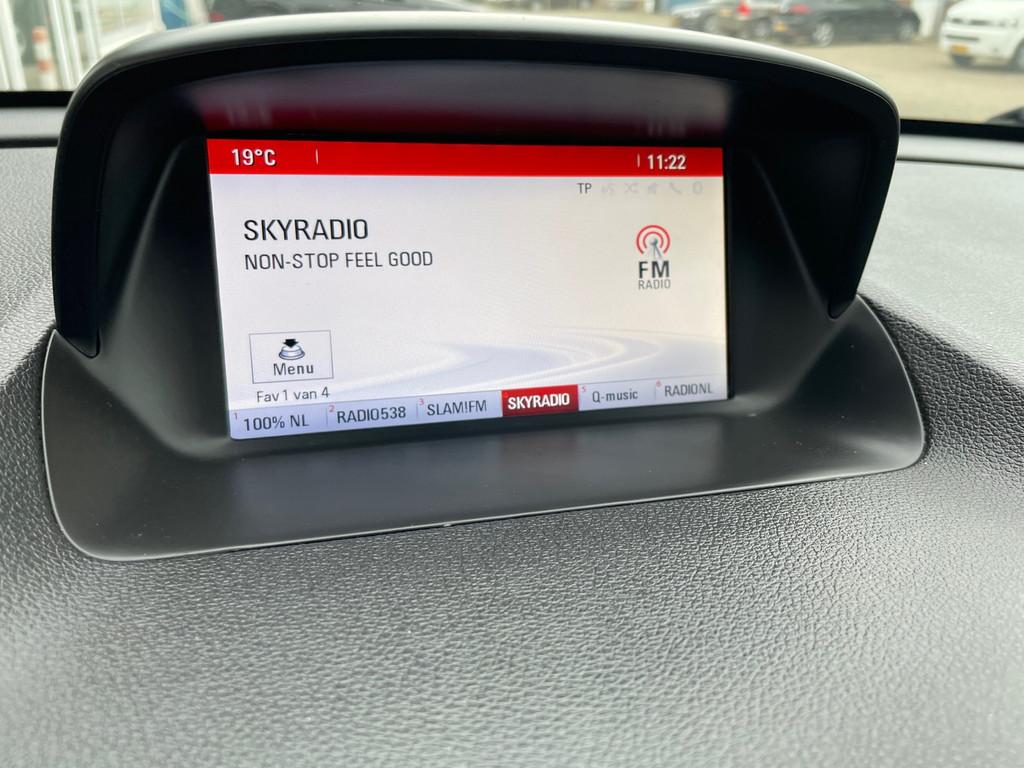 19°C 11:22
TP
SKYRADIO
NON-STOP FEEL GOOD
FM
RADIO
Menu
Fav 1 van 4
1 100% NL 2 RADIO538 3 SLAM!FM SKYRADIO 5 Q-music 6 RADIONL